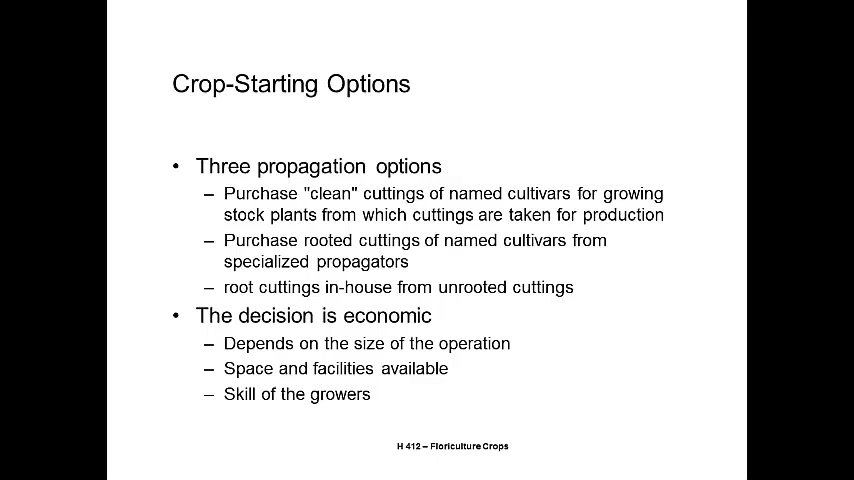 Crop-Starting Options
• Three propagation options
– Purchase "clean" cuttings of named cultivars for growing
stock plants from which cuttings are taken for production
– Purchase rooted cuttings of named cultivars from
specialized propagators
– root cuttings in-house from unrooted cuttings
• The decision is economic
– Depends on the size of the operation
– Space and facilities available
– Skill of the growers
H 412 – Floriculture Crops